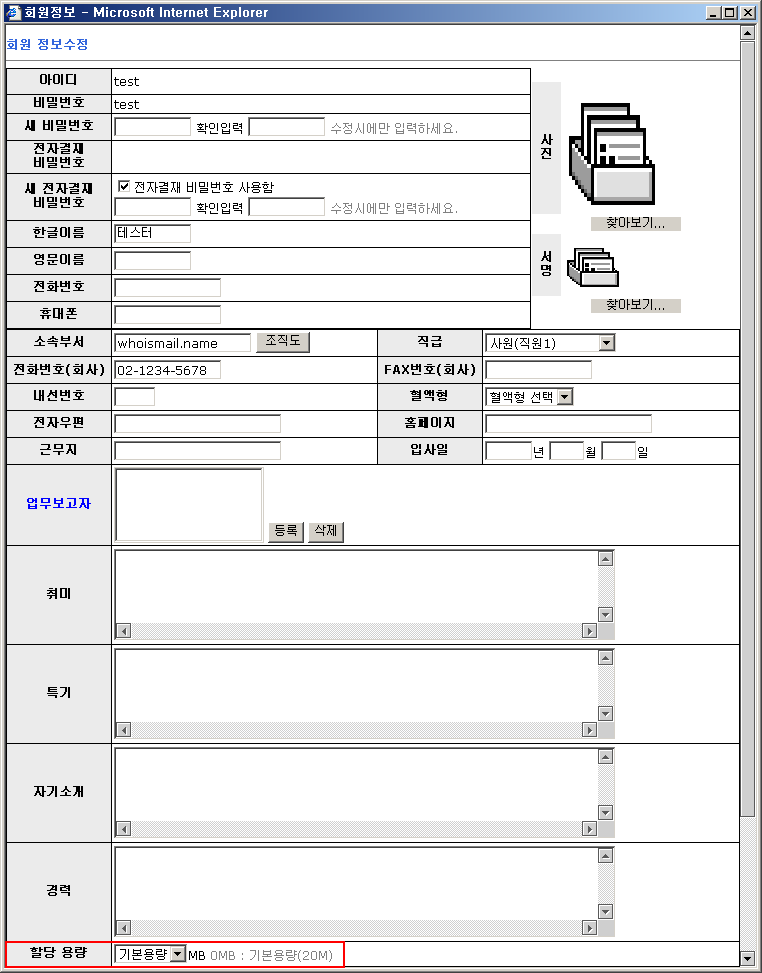 회원정보 - Microsoft Internet Explorer
회원 정보수정
아이디 test
비밀번호 test
새 비밀번호 확인입력 수정시에만 입력하세요.
전자결재
비밀번호
새 전자결재
비밀번호
전자결재 비밀번호 사용함
확인입력 수정시에만 입력하세요.
한글이름 테스터
영문이름
전화번호
휴대폰
사
진
찾아보기...
서
명
찾아보기...
소속부서 whoismail.name 조직도 직급 사원(직원1)
전화번호(회사) 02-1234-5678 FAX번호(회사)
내선번호 혈액형 혈액형 선택
전자우편 홈페이지
근무지 입사일 년 월 일
업무보고자 등록 삭제
취미
특기
자기소개
경력
할당 용량 기본용량 MB 0MB : 기본용량(20M)